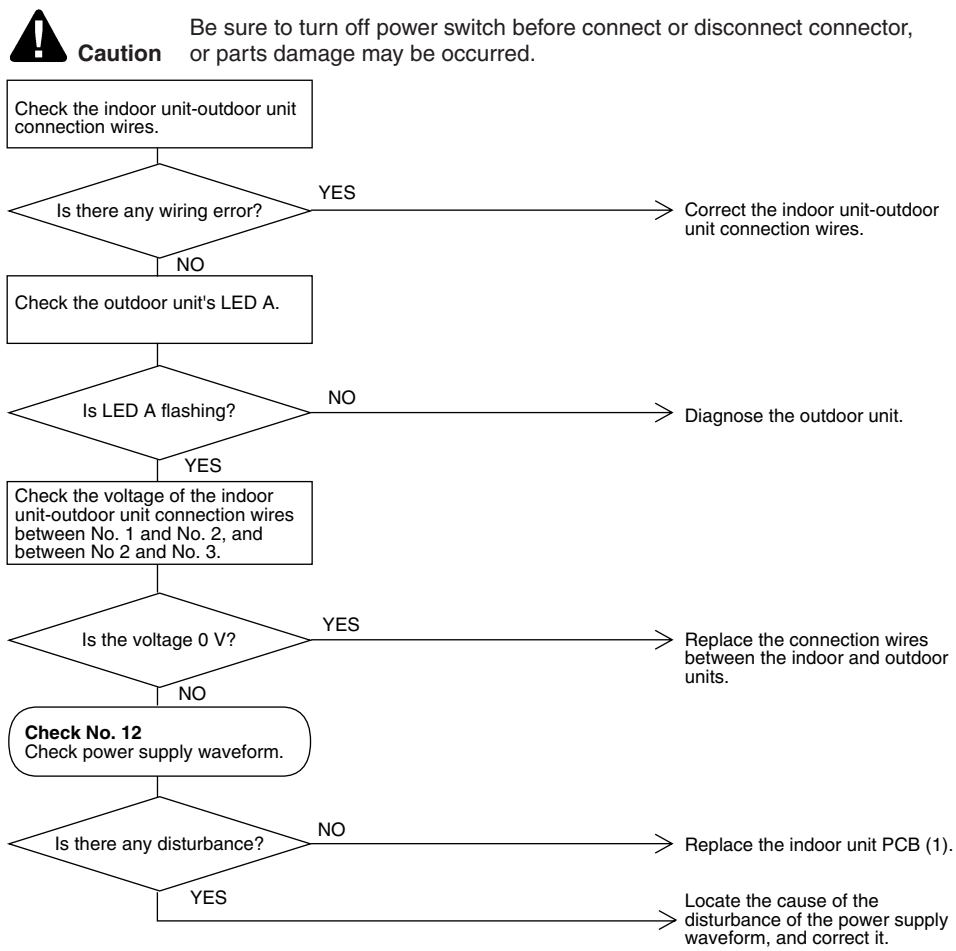 Be sure to turn off power switch before connect or disconnect connector,
Caution or parts damage may be occurred.
Check the indoor unit-outdoor unit
connection wires.
YES
Is there any wiring error?
Correct the indoor unit-outdoor
unit connection wires.
NO
Check the outdoor unit's LED A.
NO
Is LED A flashing?
Diagnose the outdoor unit.
YES
Check the voltage of the indoor
unit-outdoor unit connection wires
between No. 1 and No. 2, and
between No 2 and No. 3.
YES
Is the voltage 0 V?
Replace the connection wires
between the indoor and outdoor
units.
NO
Check No. 12
Check power supply waveform.
NO
Is there any disturbance?
Replace the indoor unit PCB (1).
YES
Locate the cause of the
disturbance of the power supply
waveform, and correct it.